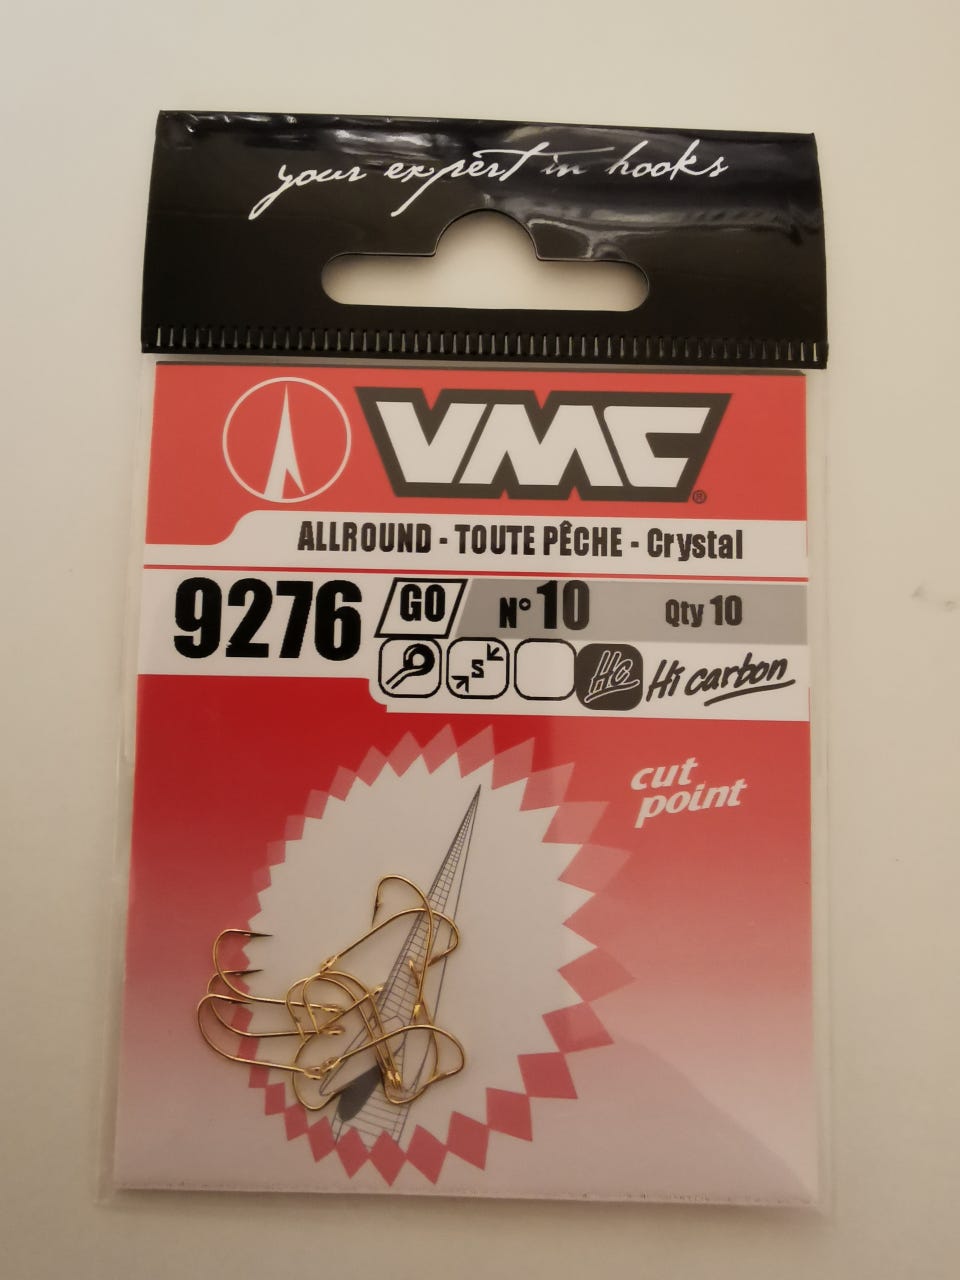 your expert in hooks
VMC®
ALLROUND - TOUTE PÊCHE - Crystal
9276 GO N° 10 Qty 10
S HC Hi carbon
cut
point